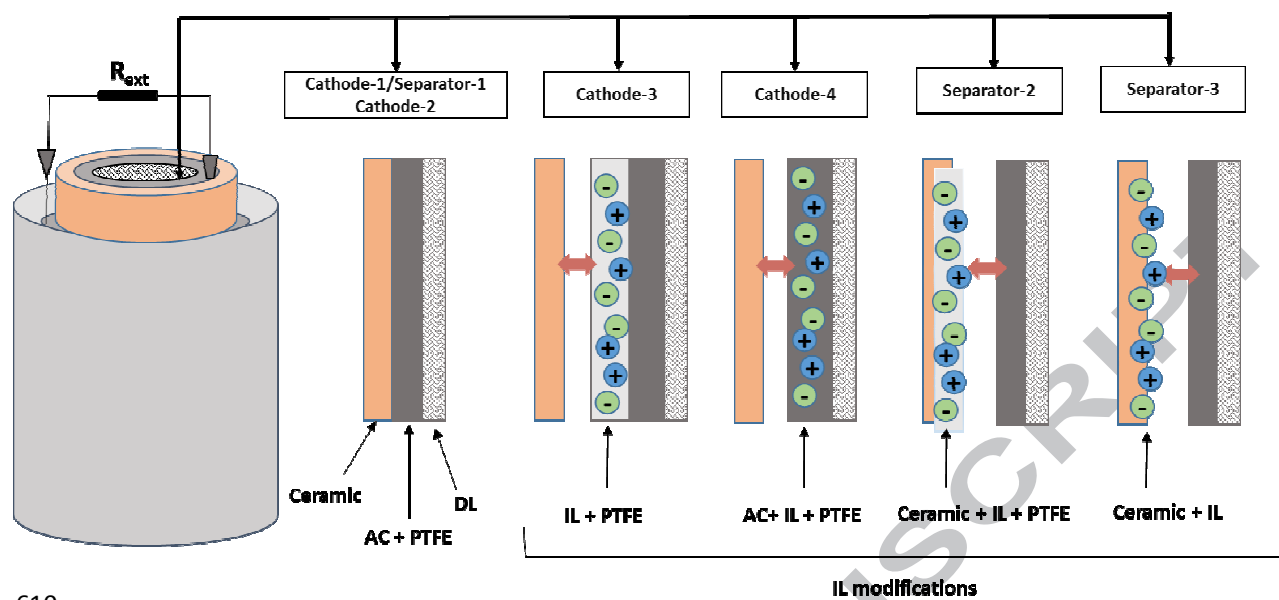 R_ext
Cathode-1/Separator-1
Cathode-2
Cathode-3
Cathode-4
Separator-2
Separator-3
Ceramic
AC + PTFE
DL
IL + PTFE
AC+ IL + PTFE
Ceramic + IL + PTFE
Ceramic + IL
IL modifications